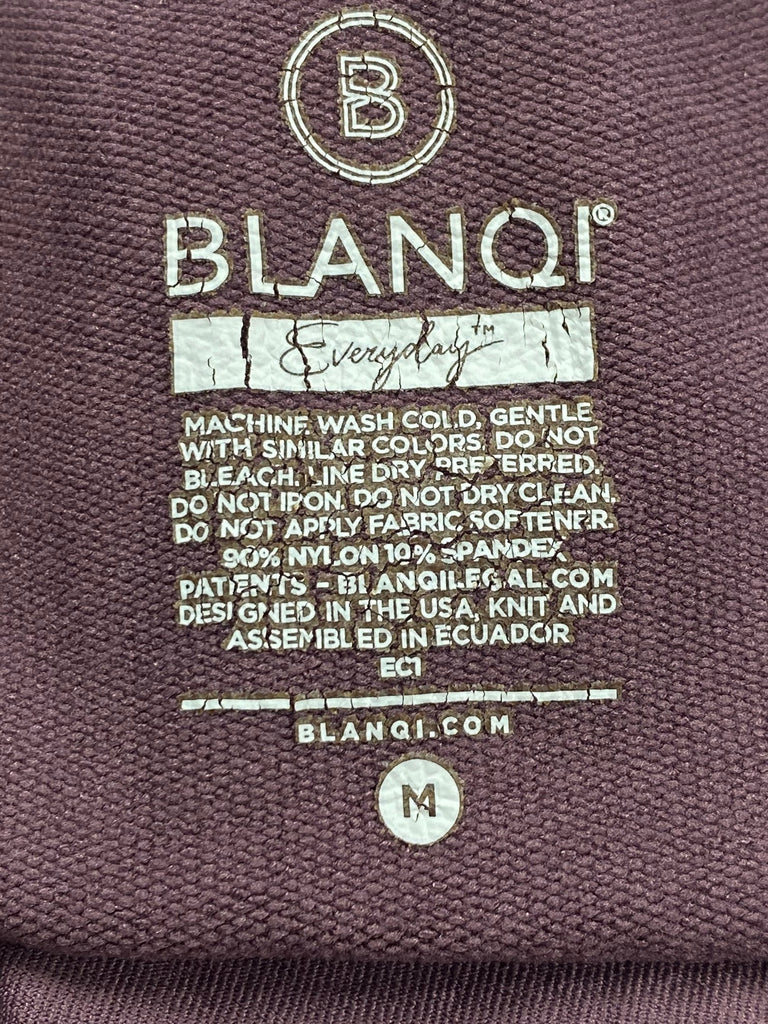 B
BLANQI®
Everyday™
MACHINE WASH COLD. GENTLE
WITH SIMILAR COLORS. DO NOT
BLEACH. LINE DRY PREFERRED.
DO NOT IRON. DO NOT DRY CLEAN.
DO NOT APPLY FABRIC SOFTENER.
90% NYLON 10% SPANDEX
PATENTS - BLANQILEGAL.COM
DESIGNED IN THE USA, KNIT AND
ASSEMBLED IN ECUADOR
EC1
BLANQI.COM
M